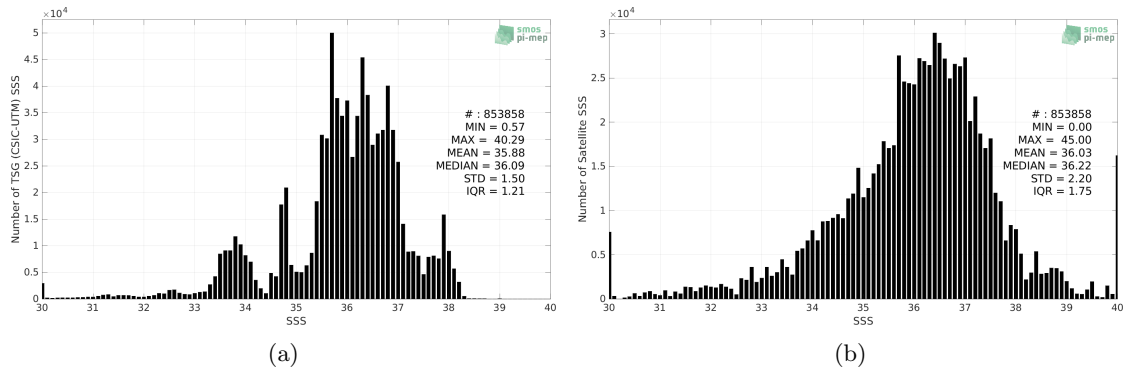 ×10⁴
5
4.5
4
3.5
3
2.5
2
1.5
1
0.5
0
Number of TSG (CSIC-UTM) SSS
30 31 32 33 34 35 36 37 38 39 40
SSS
smos
pi-mep
# : 853858
MIN = 0.57
MAX = 40.29
MEAN = 35.88
MEDIAN = 36.09
STD = 1.50
IQR = 1.21
(a)
×10⁴
3
2.5
2
1.5
1
0.5
0
Number of Satellite SSS
30 31 32 33 34 35 36 37 38 39 40
SSS
smos
pi-mep
# : 853858
MIN = 0.00
MAX = 45.00
MEAN = 36.03
MEDIAN = 36.22
STD = 2.20
IQR = 1.75
(b)